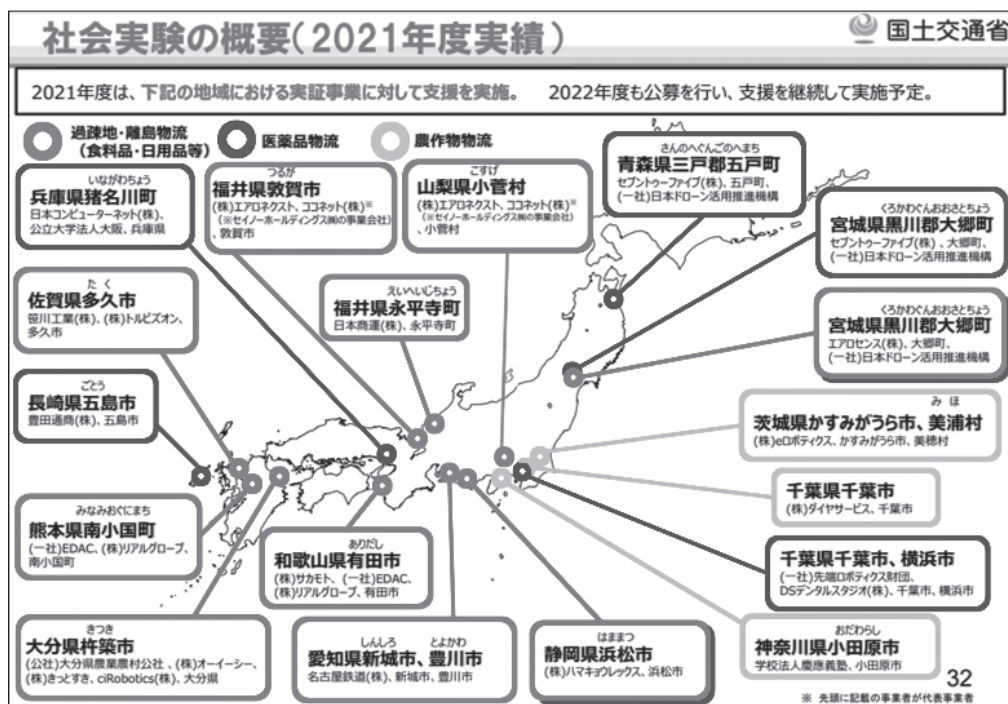 社会実験の概要(2021年度実績)
国土交通省
2021年度は、下記の地域における実証事業に対して支援を実施。 2022年度も公募を行い、支援を継続して実施予定。
過疎地・離島物流
(食料品・日用品等)
医薬品物流
農作物物流
いながわちょう
兵庫県猪名川町
日本コンピューターネット(株)、
公立大学法人大阪、兵庫県
つるが
福井県敦賀市
(株)エアロネクスト、ココネット(株)※
(※セイノーホールディングス㈱の事業会社)
、敦賀市
こすげ
山梨県小菅村
(株)エアロネクスト、ココネット(株)※
(※セイノーホールディングス㈱の事業会社)
、小菅村
さんのへぐんごのへまち
青森県三戸郡五戸町
セブントゥーファイブ(株)、五戸町、
(一社)日本ドローン活用推進機構
くろかわぐんおおさとちょう
宮城県黒川郡大郷町
セブントゥーファイブ(株) 、大郷町、
(一社)日本ドローン活用推進機構
たく
佐賀県多久市
笹川工業(株)、(株)トルビズオン、
多久市
えいへいじちょう
福井県永平寺町
日本商運(株)、永平寺町
くろかわぐんおおさとちょう
宮城県黒川郡大郷町
エアロセンス(株)、大郷町、
(一社)日本ドローン活用推進機構
ごとう
長崎県五島市
豊田通商(株)、五島市
みほ
茨城県かすみがうら市、美浦村
(株)eロボティクス、かすみがうら市、美穂村
千葉県千葉市
(株)ダイヤサービス、千葉市
みなみおぐにまち
熊本県南小国町
(一社)EDAC、(株)リアルグローブ、
南小国町
ありだし
和歌山県有田市
(株)サカモト、(一社)EDAC、
(株)リアルグローブ、有田市
千葉県千葉市、横浜市
(一社)先端ロボティクス財団、
DSデンタルスタジオ(株)、千葉市、横浜市
きつき
大分県杵築市
(公社)大分県農業農村公社 、(株)オーイーシー、
(株)きっとすき、ciRobotics(株)、大分県
しんしろ とよかわ
愛知県新城市、豊川市
名古屋鉄道(株)、新城市、豊川市
はままつ
静岡県浜松市
(株)ハマキョウレックス、浜松市
おだわらし
神奈川県小田原市
学校法人慶應義塾、小田原市
32
※ 先頭に記載の事業者が代表事業者